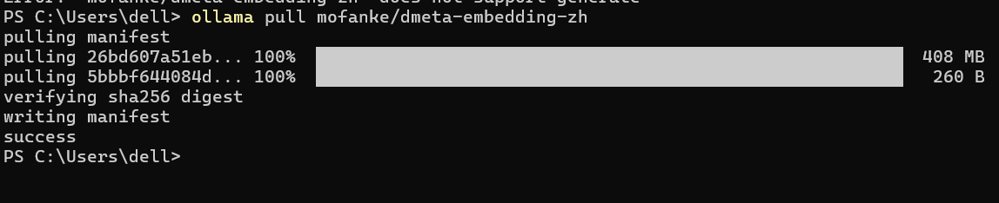 Error: "mofanke/dmeta-embedding-zh" does not support generate
PS C:\Users\dell> ollama pull mofanke/dmeta-embedding-zh
pulling manifest
pulling 26bd607a51eb... 100% 408 MB
pulling 5bbbf644084d... 100% 260 B
verifying sha256 digest
writing manifest
success
PS C:\Users\dell>